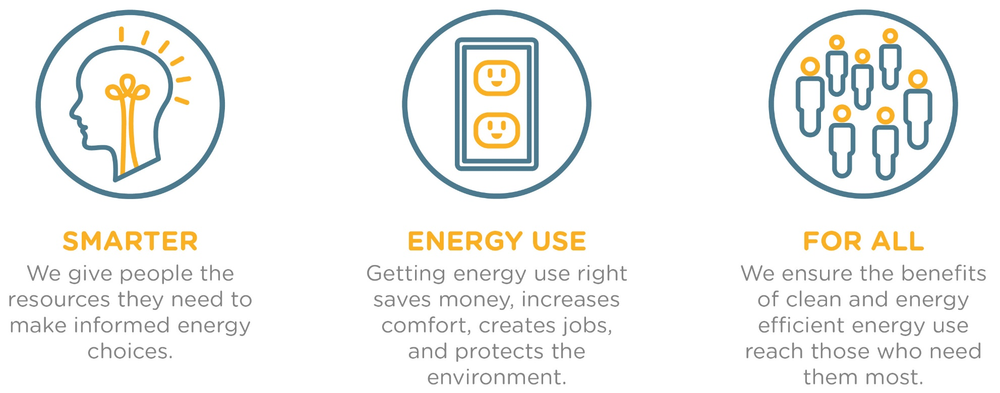 SMARTER
We give people the
resources they need to
make informed energy
choices.
ENERGY USE
Getting energy use right
saves money, increases
comfort, creates jobs,
and protects the
environment.
FOR ALL
We ensure the benefits
of clean and energy
efficient energy use
reach those who need
them most.